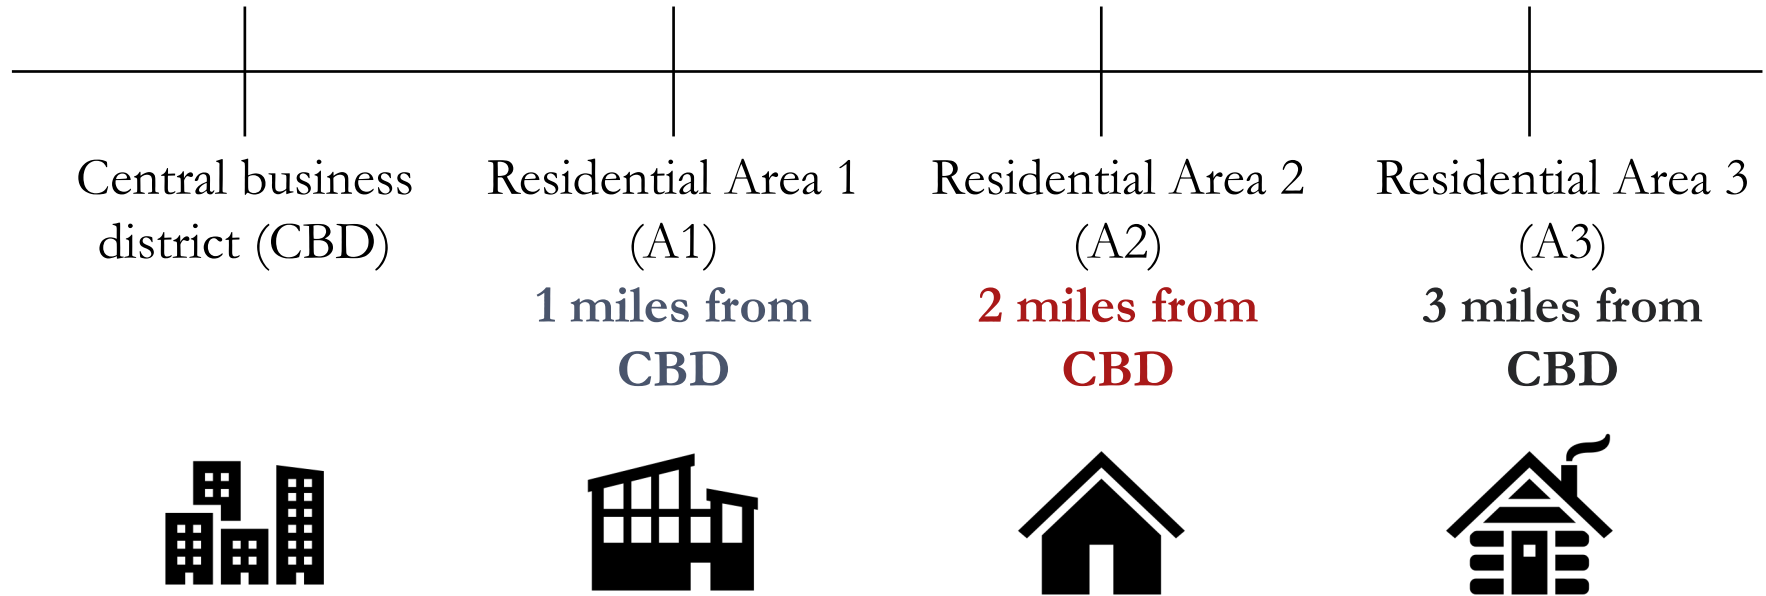 Central business
district (CBD)
Residential Area 1
(A1)
1 miles from
CBD
Residential Area 2
(A2)
2 miles from
CBD
Residential Area 3
(A3)
3 miles from
CBD